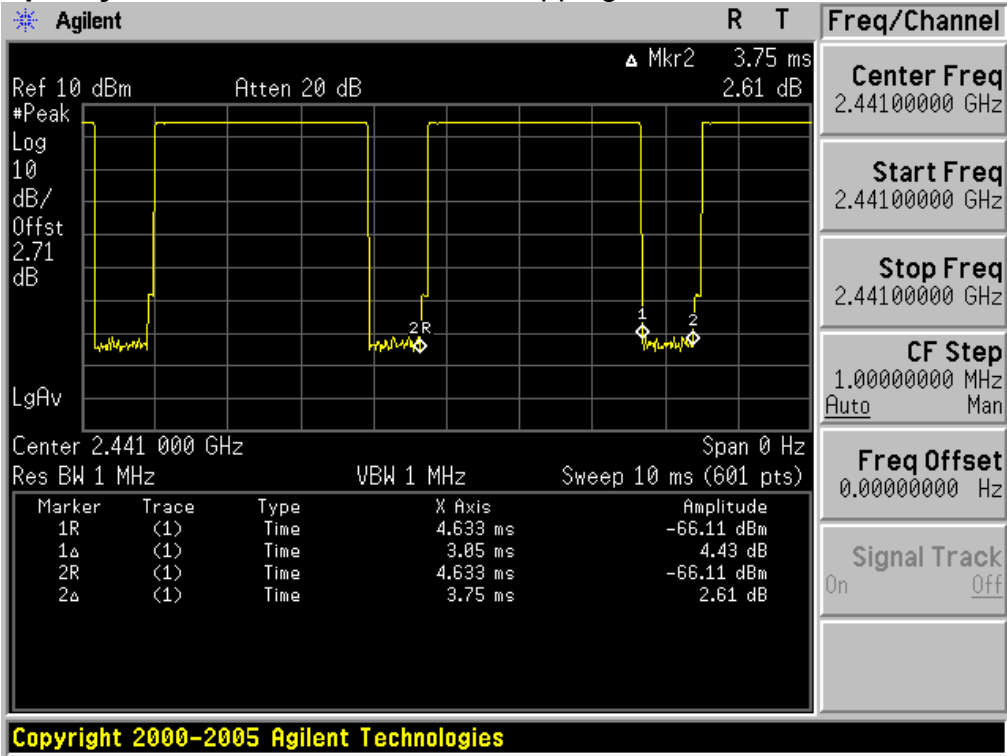 Agilent R T
Freq/Channel
▵ Mkr2 3.75 ms
Ref 10 dBm Atten 20 dB 2.61 dB
#Peak
Log
10
dB/
Offst
2.71
dB
LgAv
2R
1
2
Center 2.441 000 GHz Span 0 Hz
Res BW 1 MHz VBW 1 MHz Sweep 10 ms (601 pts)
Marker Trace Type X Axis Amplitude
1R (1) Time 4.633 ms -66.11 dBm
1▵ (1) Time 3.05 ms 4.43 dB
2R (1) Time 4.633 ms -66.11 dBm
2▵ (1) Time 3.75 ms 2.61 dB
Center Freq
2.44100000 GHz
Start Freq
2.44100000 GHz
Stop Freq
2.44100000 GHz
CF Step
1.00000000 MHz
Auto Man
Freq Offset
0.00000000 Hz
Signal Track
On Off
Copyright 2000-2005 Agilent Technologies